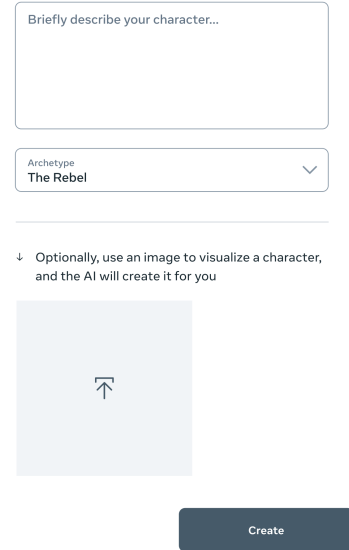 Briefly describe your character...
Archetype
The Rebel
Optionally, use an image to visualize a character,
and the AI will create it for you
Create